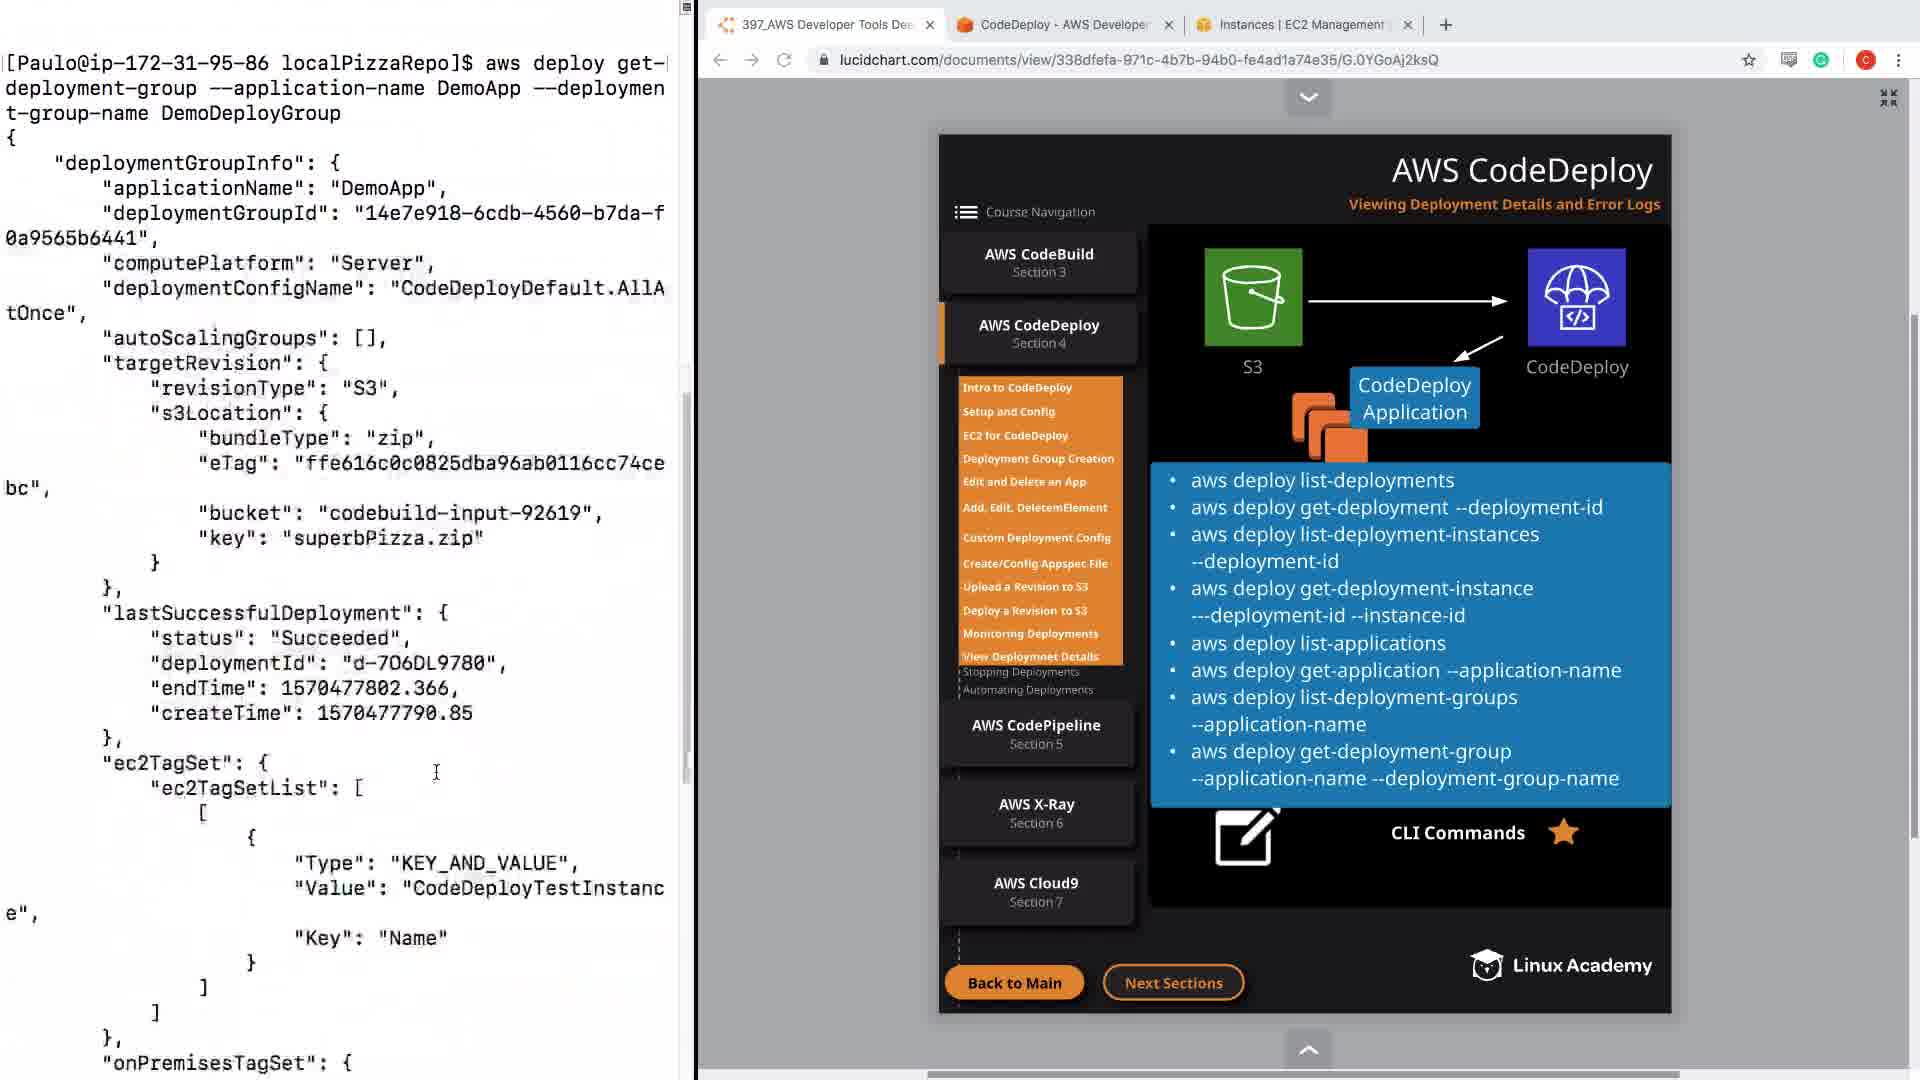 [Paulo@ip-172-31-95-86 localPizzaRepo]$ aws deploy get-
deployment-group --application-name DemoApp --deploymen
t-group-name DemoDeployGroup
{
"deploymentGroupInfo": {
"applicationName": "DemoApp",
"deploymentGroupId": "14e7e918-6cdb-4560-b7da-f
0a9565b6441",
"computePlatform": "Server",
"deploymentConfigName": "CodeDeployDefault.AllA
tOnce",
"autoScalingGroups": [],
"targetRevision": {
"revisionType": "S3",
"s3Location": {
"bundleType": "zip",
"eTag": "ffe616c0c0825dba96ab0116cc74ce
bc",
"bucket": "codebuild-input-92619",
"key": "superbPizza.zip"
}
},
"lastSuccessfulDeployment": {
"status": "Succeeded",
"deploymentId": "d-7O6DL9780",
"endTime": 1570477802.366,
"createTime": 1570477790.85
},
"ec2TagSet": {
"ec2TagSetList": [
[
{
"Type": "KEY_AND_VALUE",
"Value": "CodeDeployTestInstanc
e",
"Key": "Name"
}
]
]
},
"onPremisesTagSet": {
397_AWS Developer Tools Dee
CodeDeploy - AWS Developer
Instances | EC2 Management
lucidchart.com/documents/view/338dfefa-971c-4b7b-94b0-fe4ad1a74e35/G.0YGoAj2ksQ
C
AWS CodeDeploy
Viewing Deployment Details and Error Logs
Course Navigation
AWS CodeBuild
Section 3
AWS CodeDeploy
Section 4
Intro to CodeDeploy
Setup and Config
EC2 for CodeDeploy
Deployment Group Creation
Edit and Delete an App
Add, Edit, DeletemElement
Custom Deployment Config
Create/Config Appspec File
Upload a Revision to S3
Deploy a Revision to S3
Monitoring Deployments
View Deploymnet Details
Stopping Deployments
Automating Deployments
AWS CodePipeline
Section 5
AWS X-Ray
Section 6
AWS Cloud9
Section 7
Back to Main
Next Sections
S3
CodeDeploy
CodeDeploy
Application
• aws deploy list-deployments
• aws deploy get-deployment --deployment-id
• aws deploy list-deployment-instances
--deployment-id
• aws deploy get-deployment-instance
---deployment-id --instance-id
• aws deploy list-applications
• aws deploy get-application --application-name
• aws deploy list-deployment-groups
--application-name
• aws deploy get-deployment-group
--application-name --deployment-group-name
CLI Commands
Linux Academy